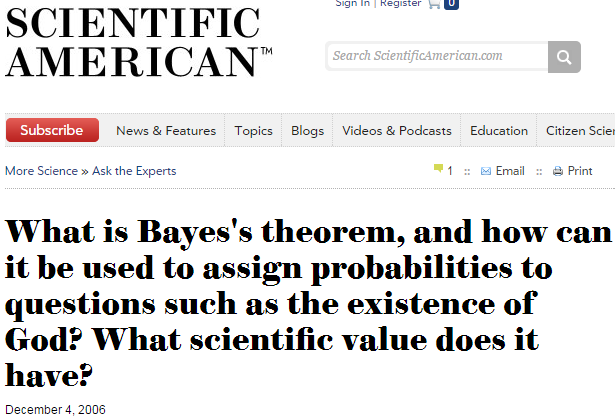 Sign In | Register 0
SCIENTIFIC
AMERICAN™
Search ScientificAmerican.com
Subscribe News & Features Topics Blogs Videos & Podcasts Education Citizen Scie
More Science » Ask the Experts 1 :: Email :: Print
What is Bayes's theorem, and how can
it be used to assign probabilities to
questions such as the existence of
God? What scientific value does it
have?
December 4, 2006